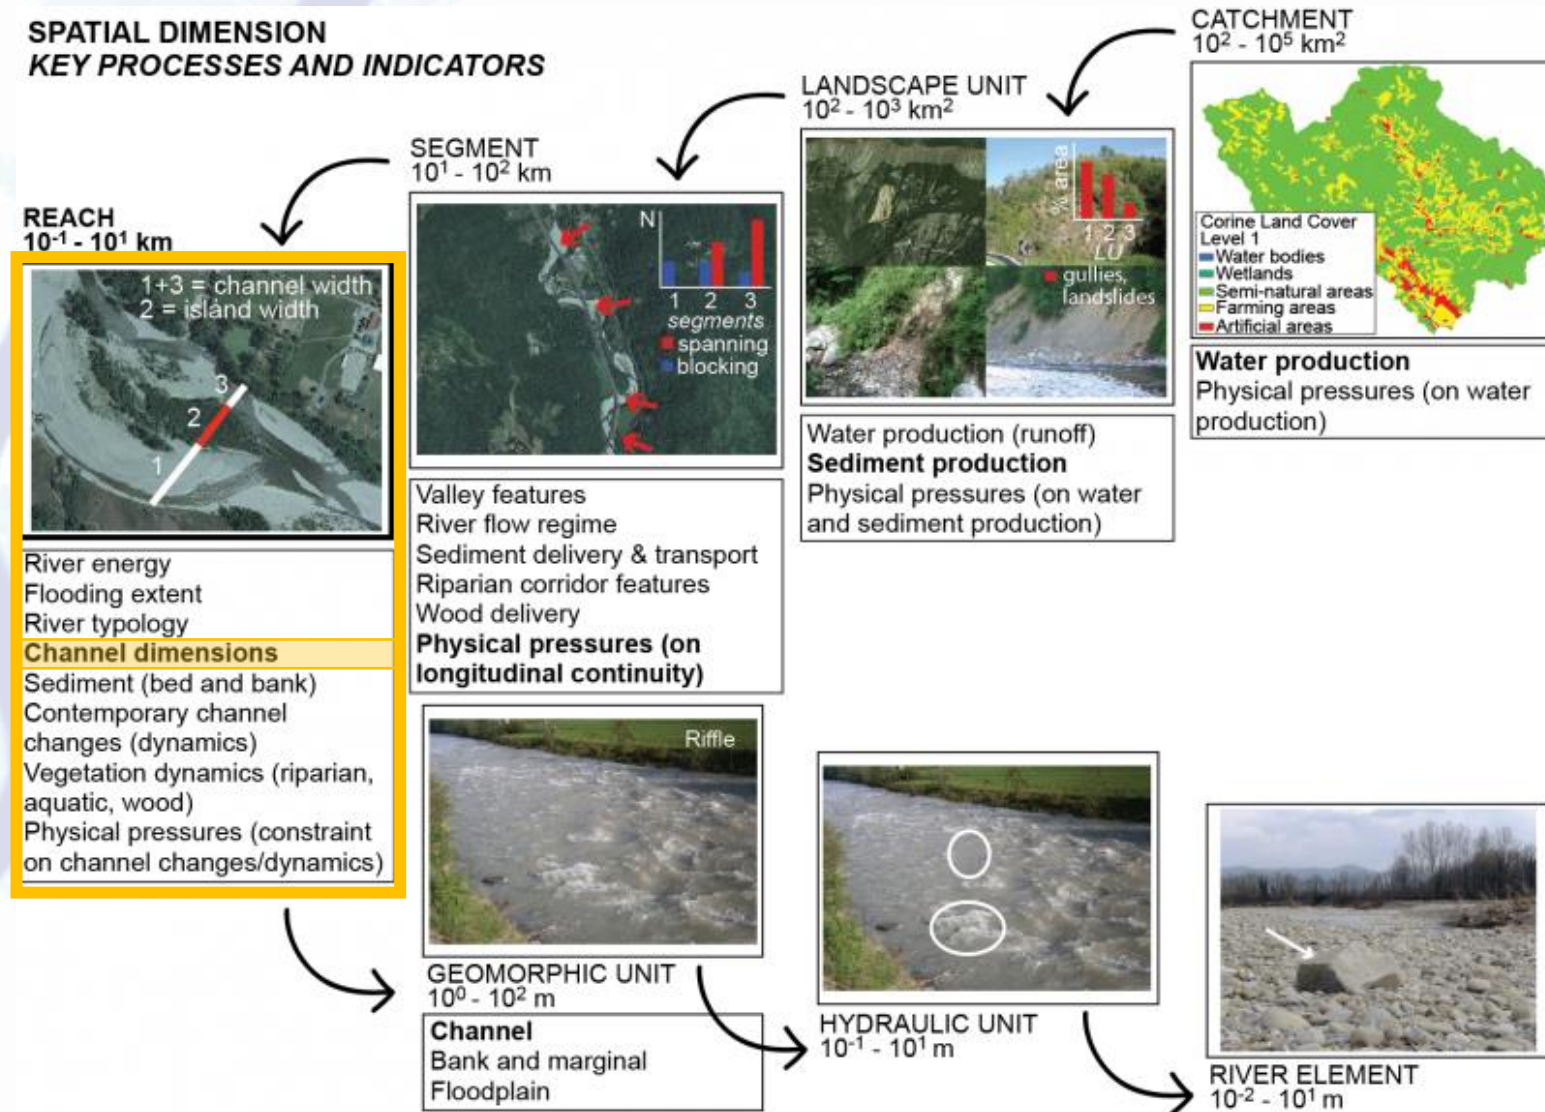 SPATIAL DIMENSION
KEY PROCESSES AND INDICATORS
CATCHMENT
10² - 10⁵ km²
Corine Land Cover
Level 1
Water bodies
Wetlands
Semi-natural areas
Farming areas
Artificial areas
Water production
Physical pressures (on water
production)
LANDSCAPE UNIT
10² - 10³ km²
% area
1 2 3
LU
gullies,
landslides
Water production (runoff)
Sediment production
Physical pressures (on water
and sediment production)
SEGMENT
10¹ - 10² km
N
1 2 3
segments
spanning
blocking
Valley features
River flow regime
Sediment delivery & transport
Riparian corridor features
Wood delivery
Physical pressures (on
longitudinal continuity)
REACH
10⁻¹ - 10¹ km
1+3 = channel width
2 = island width
3
2
1
River energy
Flooding extent
River typology
Channel dimensions
Sediment (bed and bank)
Contemporary channel
changes (dynamics)
Vegetation dynamics (riparian,
aquatic, wood)
Physical pressures (constraint
on channel changes/dynamics)
Riffle
GEOMORPHIC UNIT
10⁰ - 10² m
Channel
Bank and marginal
Floodplain
HYDRAULIC UNIT
10⁻¹ - 10¹ m
RIVER ELEMENT
10⁻² - 10¹ m